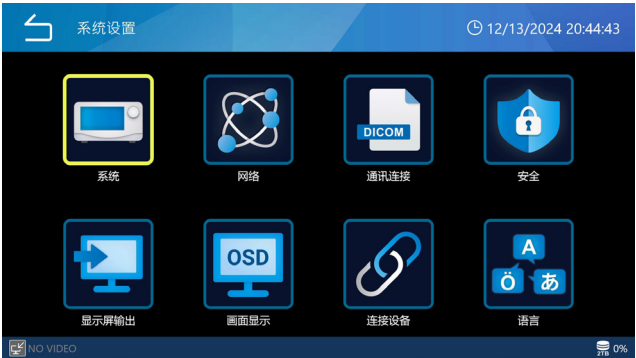 系统设置
12/13/2024 20:44:43
DICOM
系统
网络
通讯连接
安全
OSD
A
Ö
あ
显示屏输出
画面显示
连接设备
语言
NO VIDEO
2TB
0%